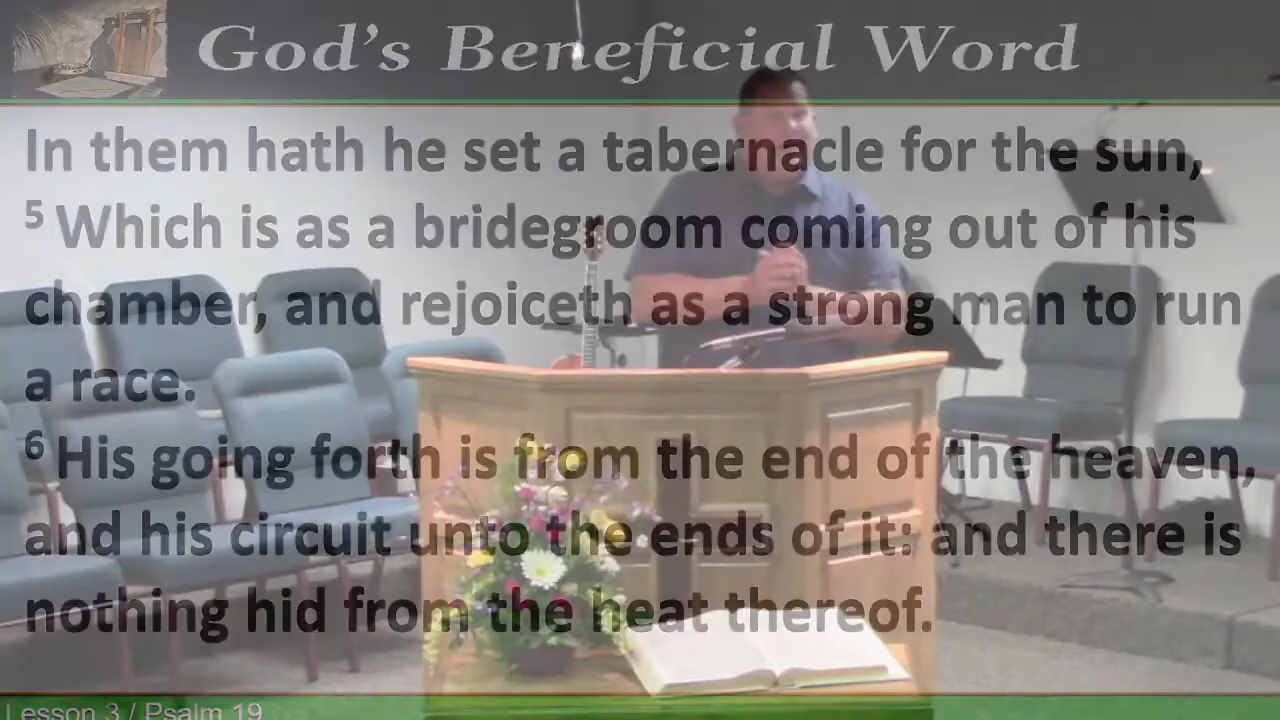 God's Beneficial Word
In them hath he set a tabernacle for the sun,
5 Which is as a bridegroom coming out of his
chamber, and rejoiceth as a strong man to run
a race.
6 His going forth is from the end of the heaven,
and his circuit unto the ends of it: and there is
nothing hid from the heat thereof.
Lesson 3 / Psalm 19